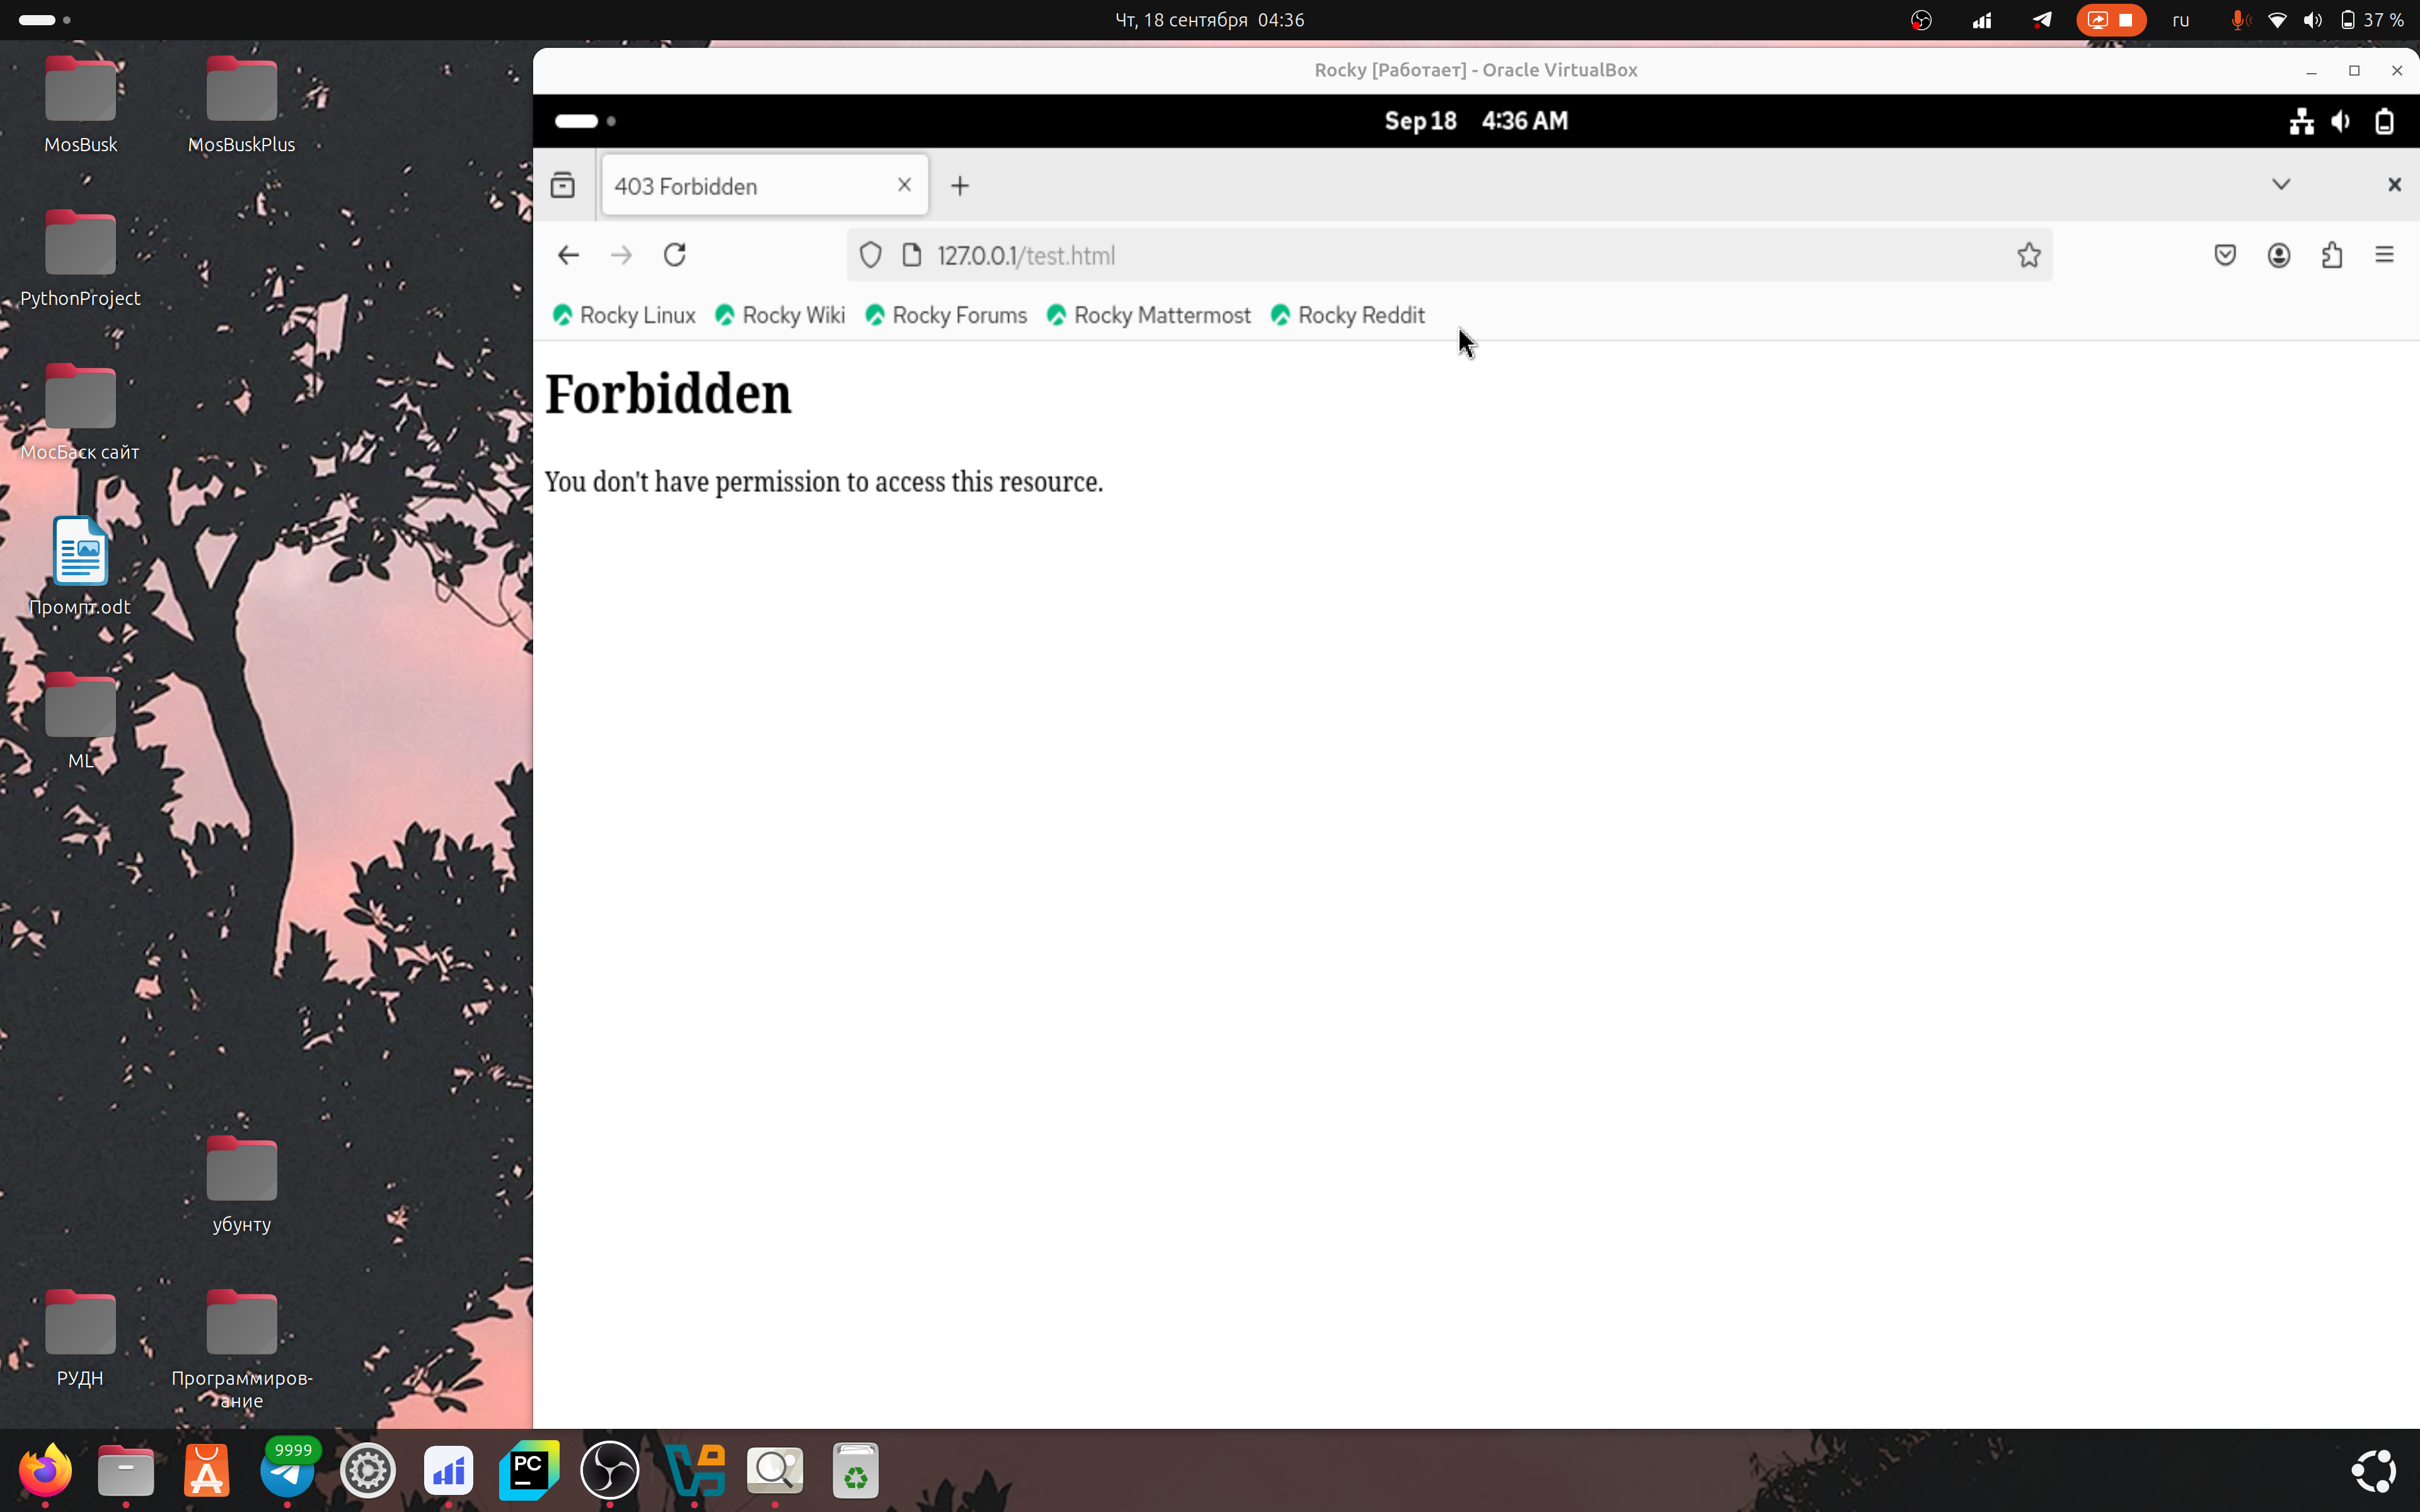 Чт, 18 сентября 04:36
ru
37 %
MosBusk
MosBuskPlus
PythonProject
МосБаск сайт
Промпт.odt
ML
убунту
РУДН
Программиров-
ание
Rocky [Работает] - Oracle VirtualBox
Sep 18 4:36 AM
403 Forbidden
127.0.0.1/test.html
Rocky Linux Rocky Wiki Rocky Forums Rocky Mattermost Rocky Reddit
Forbidden
You don't have permission to access this resource.
9999
PC